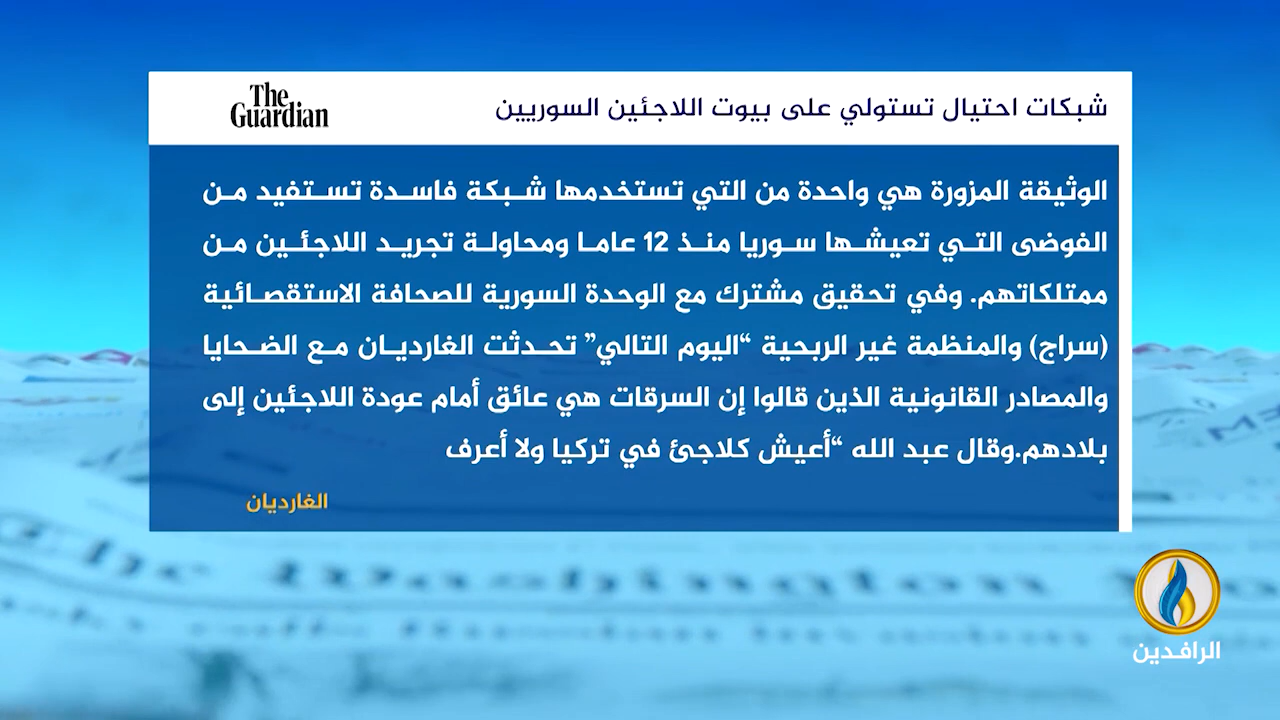 شبكات احتيال تستولي على بيوت اللاجئين السوريين
The
Guardian
الوثيقة المزورة هي واحدة من التي تستخدمها شبكة فاسدة تستفيد من
الفوضى التي تعيشها سوريا منذ 12 عاما ومحاولة تجريد اللاجئين من
ممتلكاتهم. وفي تحقيق مشترك مع الوحدة السورية للصحافة الاستقصائية
(سراج) والمنظمة غير الربحية “اليوم التالي” تحدثت الغارديان مع الضحايا
والمصادر القانونية الذين قالوا إن السرقات هي عائق أمام عودة اللاجئين إلى
بلادهم.وقال عبد الله “أعيش كلاجئ في تركيا ولا أعرف
الغارديان
الرافدين